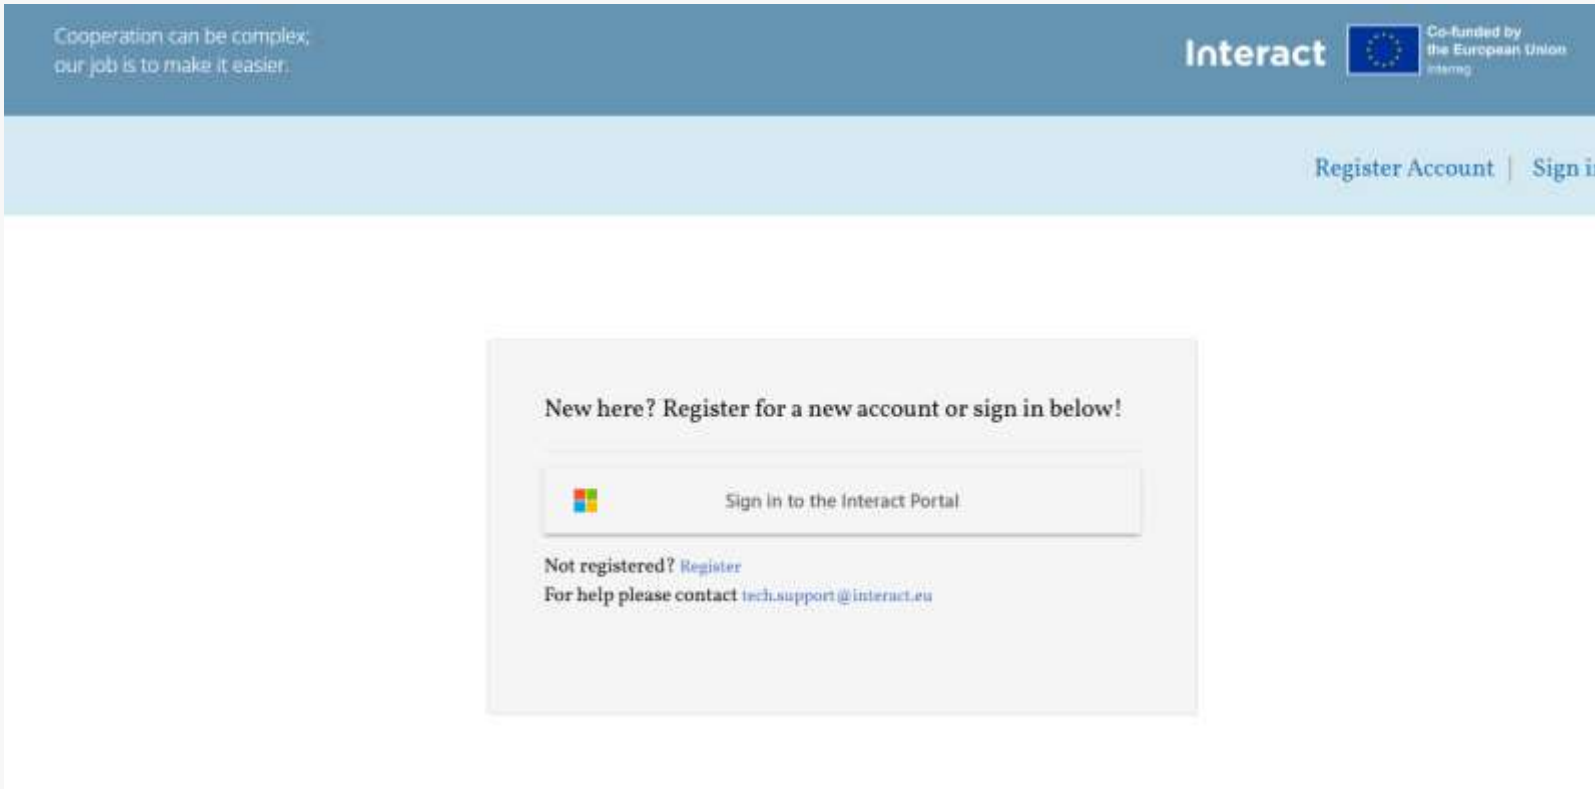 Cooperation can be complex,
our job is to make it easier.
Interact
Co-funded by
the European Union
Interreg
Register Account | Sign in
New here? Register for a new account or sign in below!
Sign in to the Interact Portal
Not registered? Register
For help please contact tech.support@interact.eu